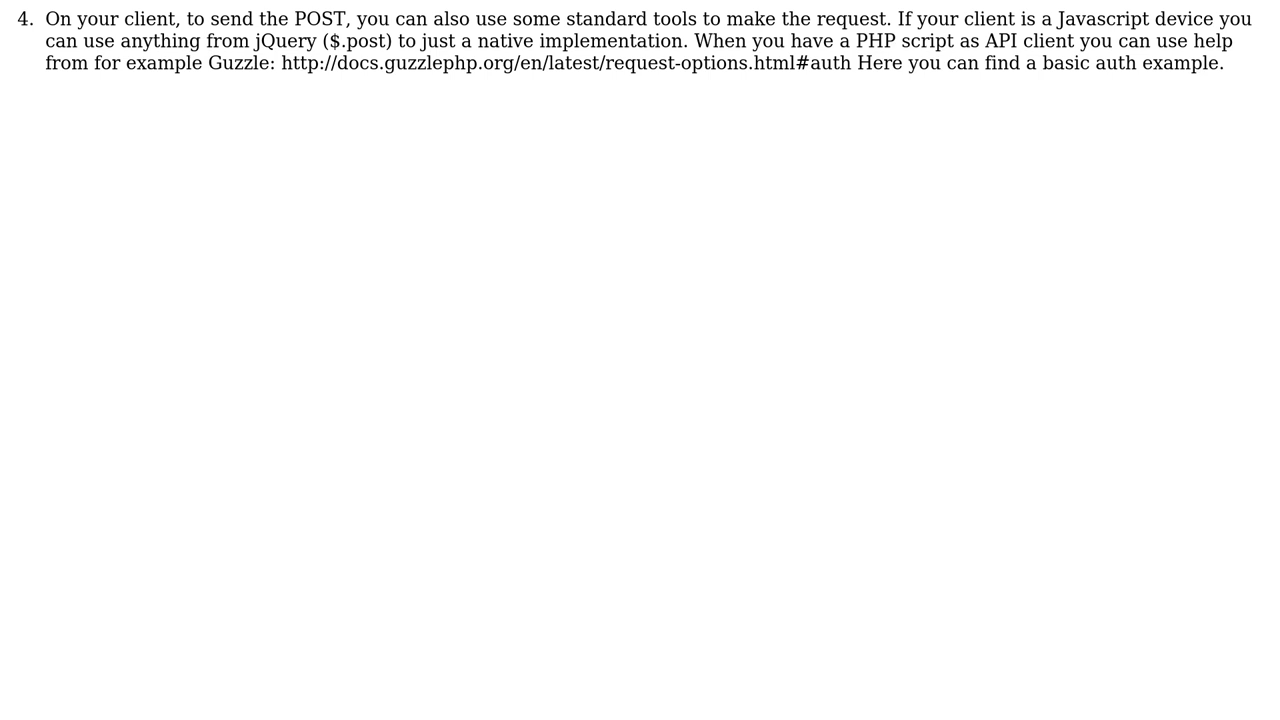 4. On your client, to send the POST, you can also use some standard tools to make the request. If your client is a Javascript device you
can use anything from jQuery ($.post) to just a native implementation. When you have a PHP script as API client you can use help
from for example Guzzle: http://docs.guzzlephp.org/en/latest/request-options.html#auth Here you can find a basic auth example.